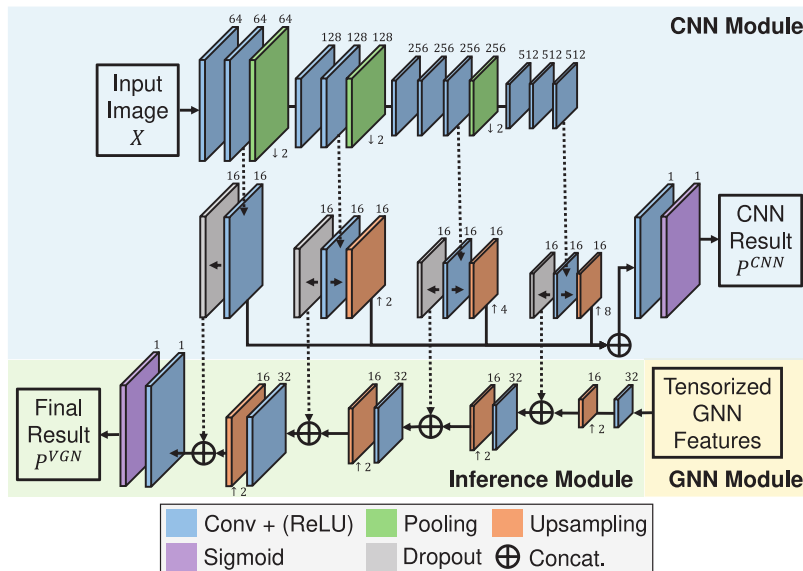 CNN Module
64 64 64
128 128 128
256 256 256 256
512 512 512
Input
Image
X
↓2
↓2
↓2
16 16
16 16 16
16 16 16
16 16 16
1 1
CNN
Result
P^CNN
↑2
↑4
↑8
1 1
16 32
16 32
16 32
16 32
Final
Result
P^VGN
↑2
↑2
↑2
↑2
Tensorized
GNN
Features
Inference Module
GNN Module
Conv + (ReLU)
Pooling
Upsampling
Sigmoid
Dropout
Concat.